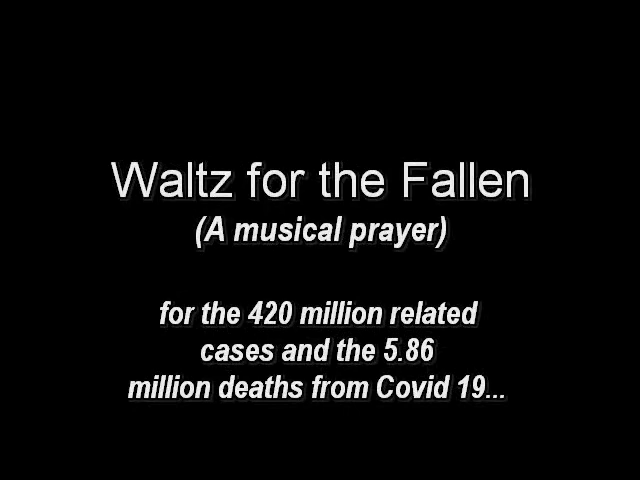 Waltz for the Fallen
(A musical prayer)
for the 420 million related
cases and the 5.86
million deaths from Covid 19...